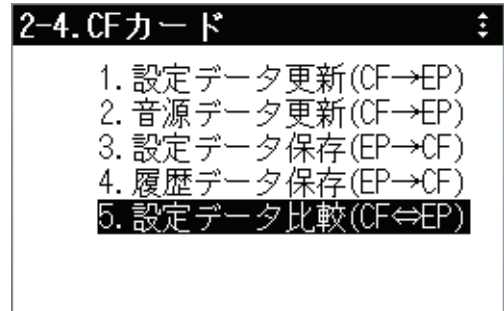 2-4.CFカード
1.設定データ更新(CF→EP)
2.音源データ更新(CF→EP)
3.設定データ保存(EP→CF)
4.履歴データ保存(EP→CF)
5.設定データ比較(CF⇔EP)